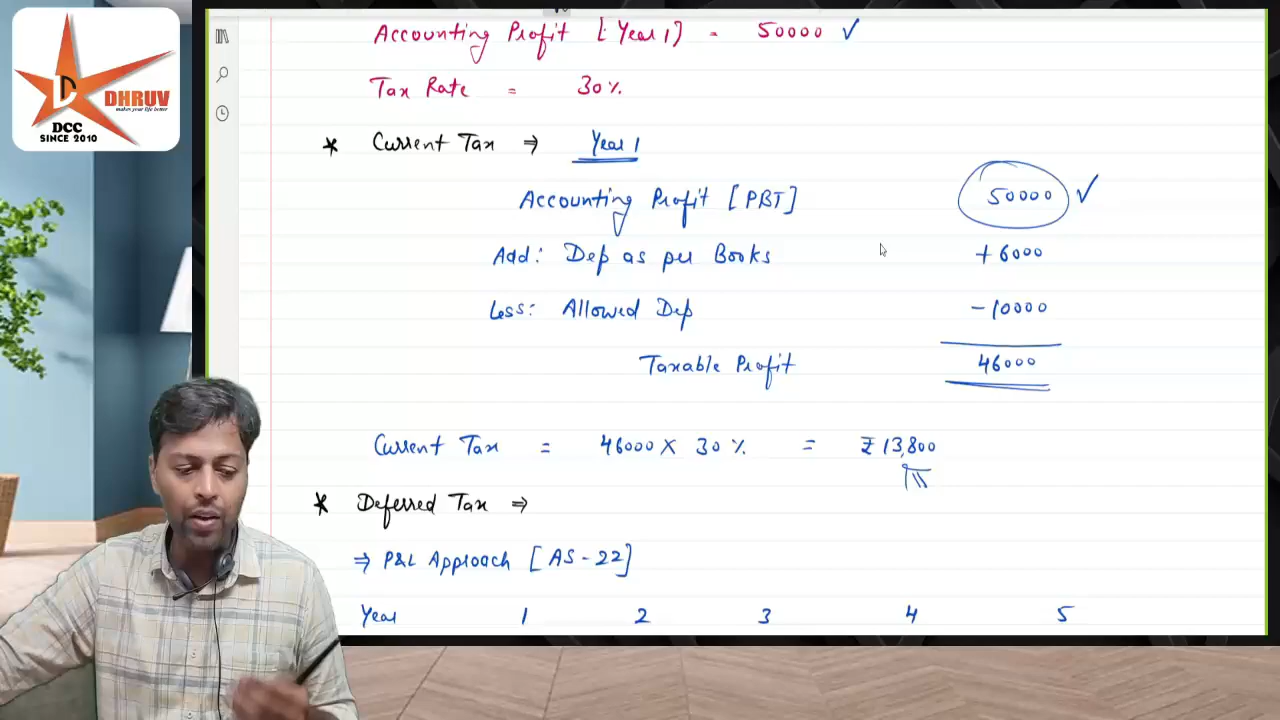 D
DHRUV
makes your life better
DCC
SINCE 2010
Accounting Profit [Year 1] = 50000 ✓
Tax Rate = 30%
* Current Tax ⇒ Year 1
Accounting Profit [PBT] 50000 ✓
Add: Dep as per Books +6000
Less: Allowed Dep -10000
Taxable Profit 46000
Current Tax = 46000 X 30% = ₹13,800
* Deferred Tax ⇒
⇒ P&L Approach [AS-22]
Year 1 2 3 4 5